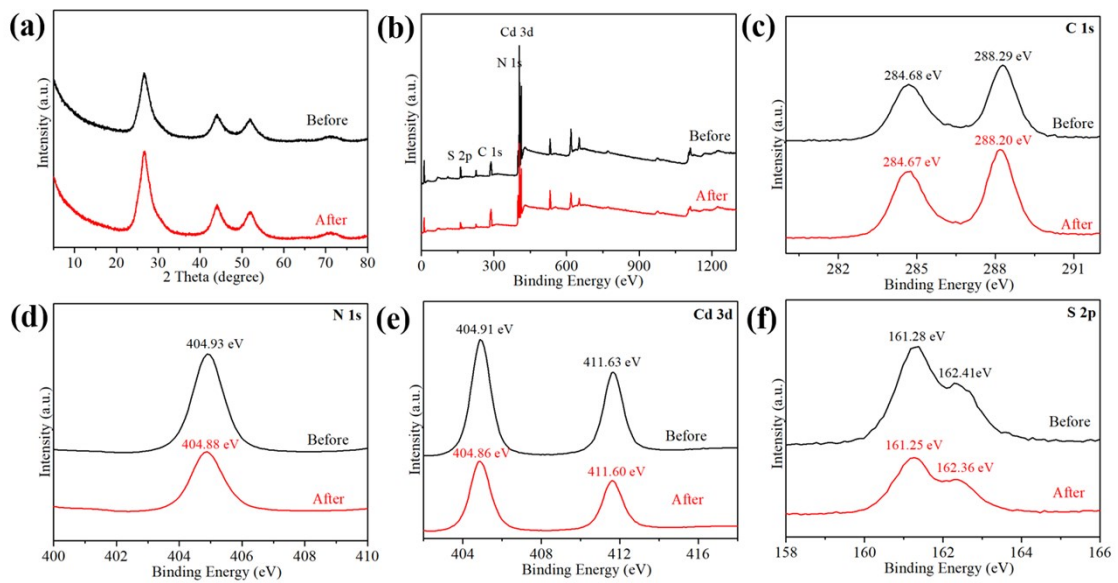 (a)
Intensity (a.u.)
Before
After
5 10 20 30 40 50 60 70 80
2 Theta (degree)
(b)
Intensity (a.u.)
Cd 3d
N 1s
S 2p
C 1s
Before
After
0 300 600 900 1200
Binding Energy (eV)
(c)
C 1s
Intensity (a.u.)
284.68 eV
288.29 eV
Before
284.67 eV
288.20 eV
After
282 285 288 291
Binding Energy (eV)
(d)
N 1s
Intensity (a.u.)
404.93 eV
Before
404.88 eV
After
400 402 404 406 408 410
Binding Energy (eV)
(e)
Cd 3d
Intensity (a.u.)
404.91 eV
411.63 eV
Before
404.86 eV
411.60 eV
After
404 408 412 416
Binding Energy (eV)
(f)
S 2p
Intensity (a.u.)
161.28 eV
162.41eV
Before
161.25 eV
162.36 eV
After
158 160 162 164 166
Binding Energy (eV)